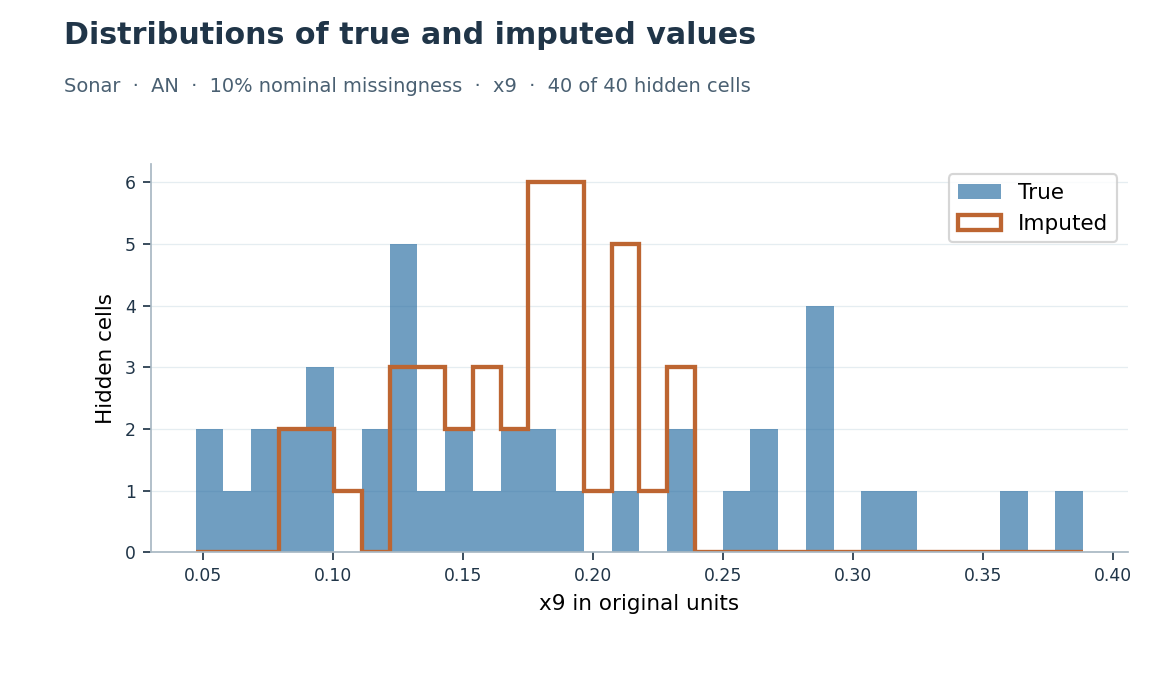 Distributions of true and imputed values
Sonar · AN · 10% nominal missingness · x9 · 40 of 40 hidden cells
True
Imputed
Hidden cells
6
5
4
3
2
1
0
0.05 0.10 0.15 0.20 0.25 0.30 0.35 0.40
x9 in original units